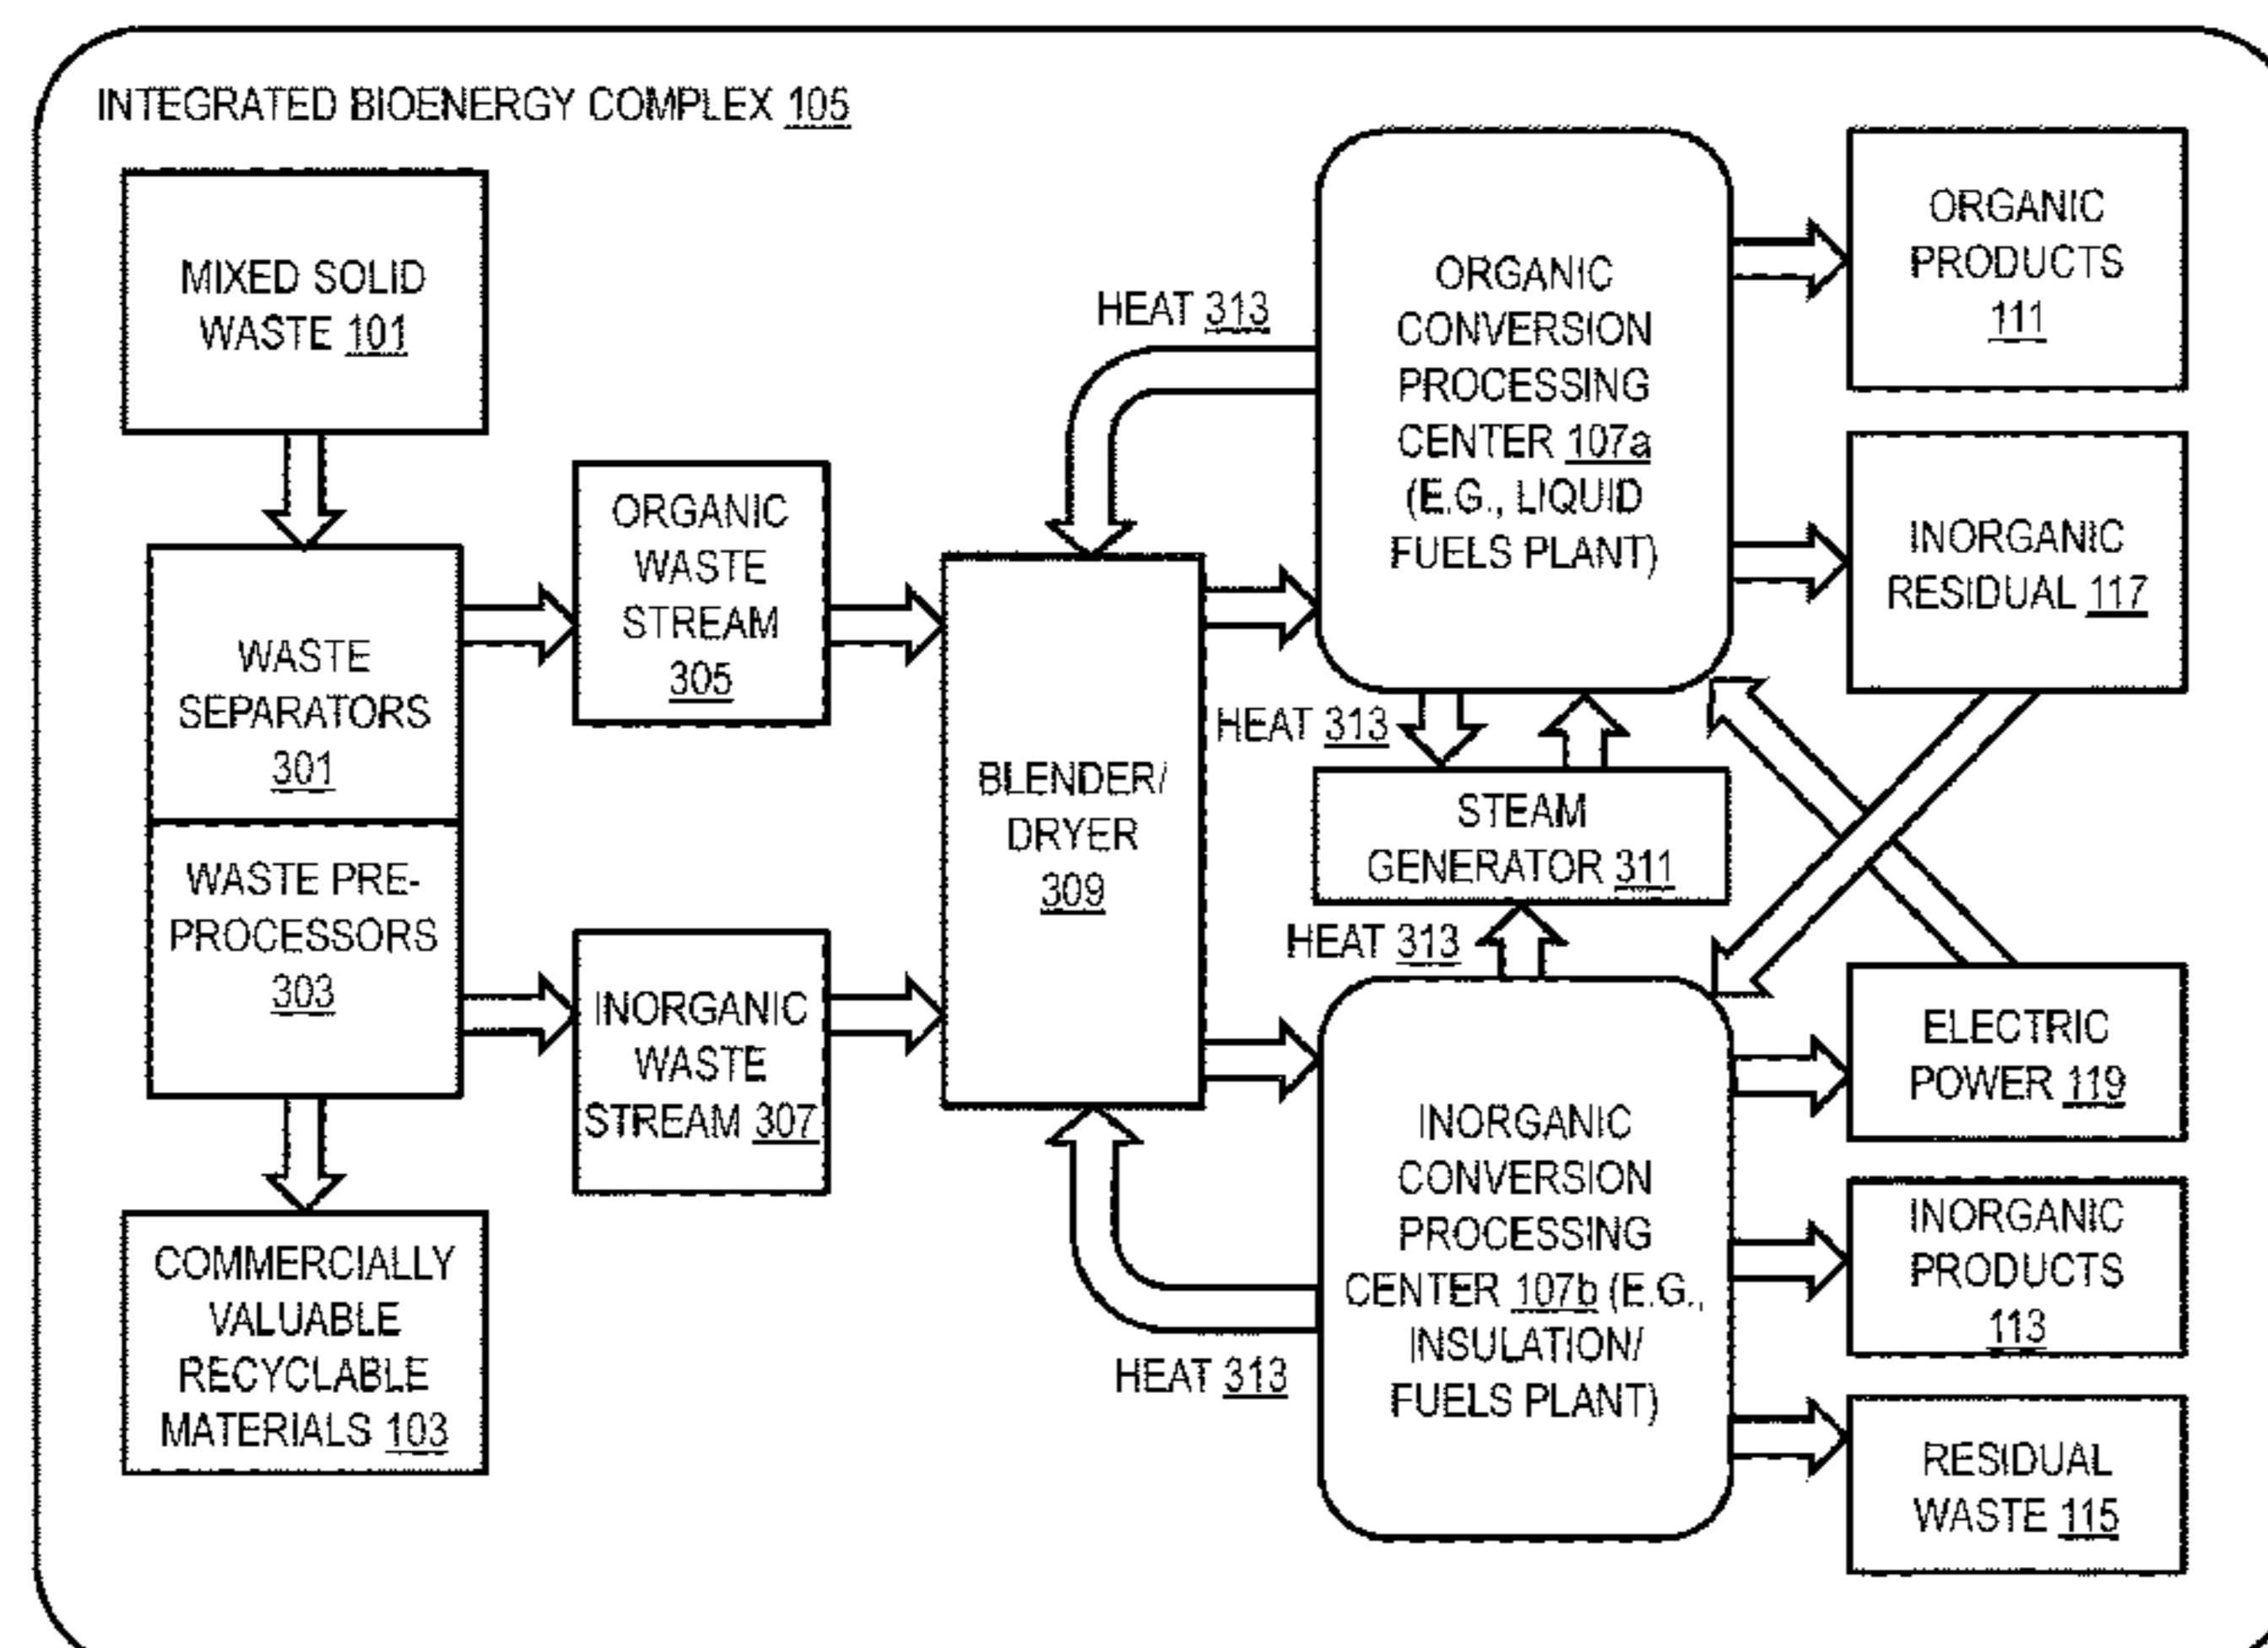 INTEGRATED BIOENERGY COMPLEX 105
MIXED SOLID
WASTE 101
WASTE
SEPARATORS
301
WASTE PRE-
PROCESSORS
303
COMMERCIALLY
VALUABLE
RECYCLABLE
MATERIALS 103
ORGANIC
WASTE
STREAM
305
INORGANIC
WASTE
STREAM 307
BLENDER/
DRYER
309
HEAT 313
ORGANIC
CONVERSION
PROCESSING
CENTER 107a
(E.G., LIQUID
FUELS PLANT)
HEAT 313
STEAM
GENERATOR 311
HEAT 313
INORGANIC
CONVERSION
PROCESSING
CENTER 107b (E.G.,
INSULATION/
FUELS PLANT)
HEAT 313
ORGANIC
PRODUCTS
111
INORGANIC
RESIDUAL 117
ELECTRIC
POWER 119
INORGANIC
PRODUCTS
113
RESIDUAL
WASTE 115